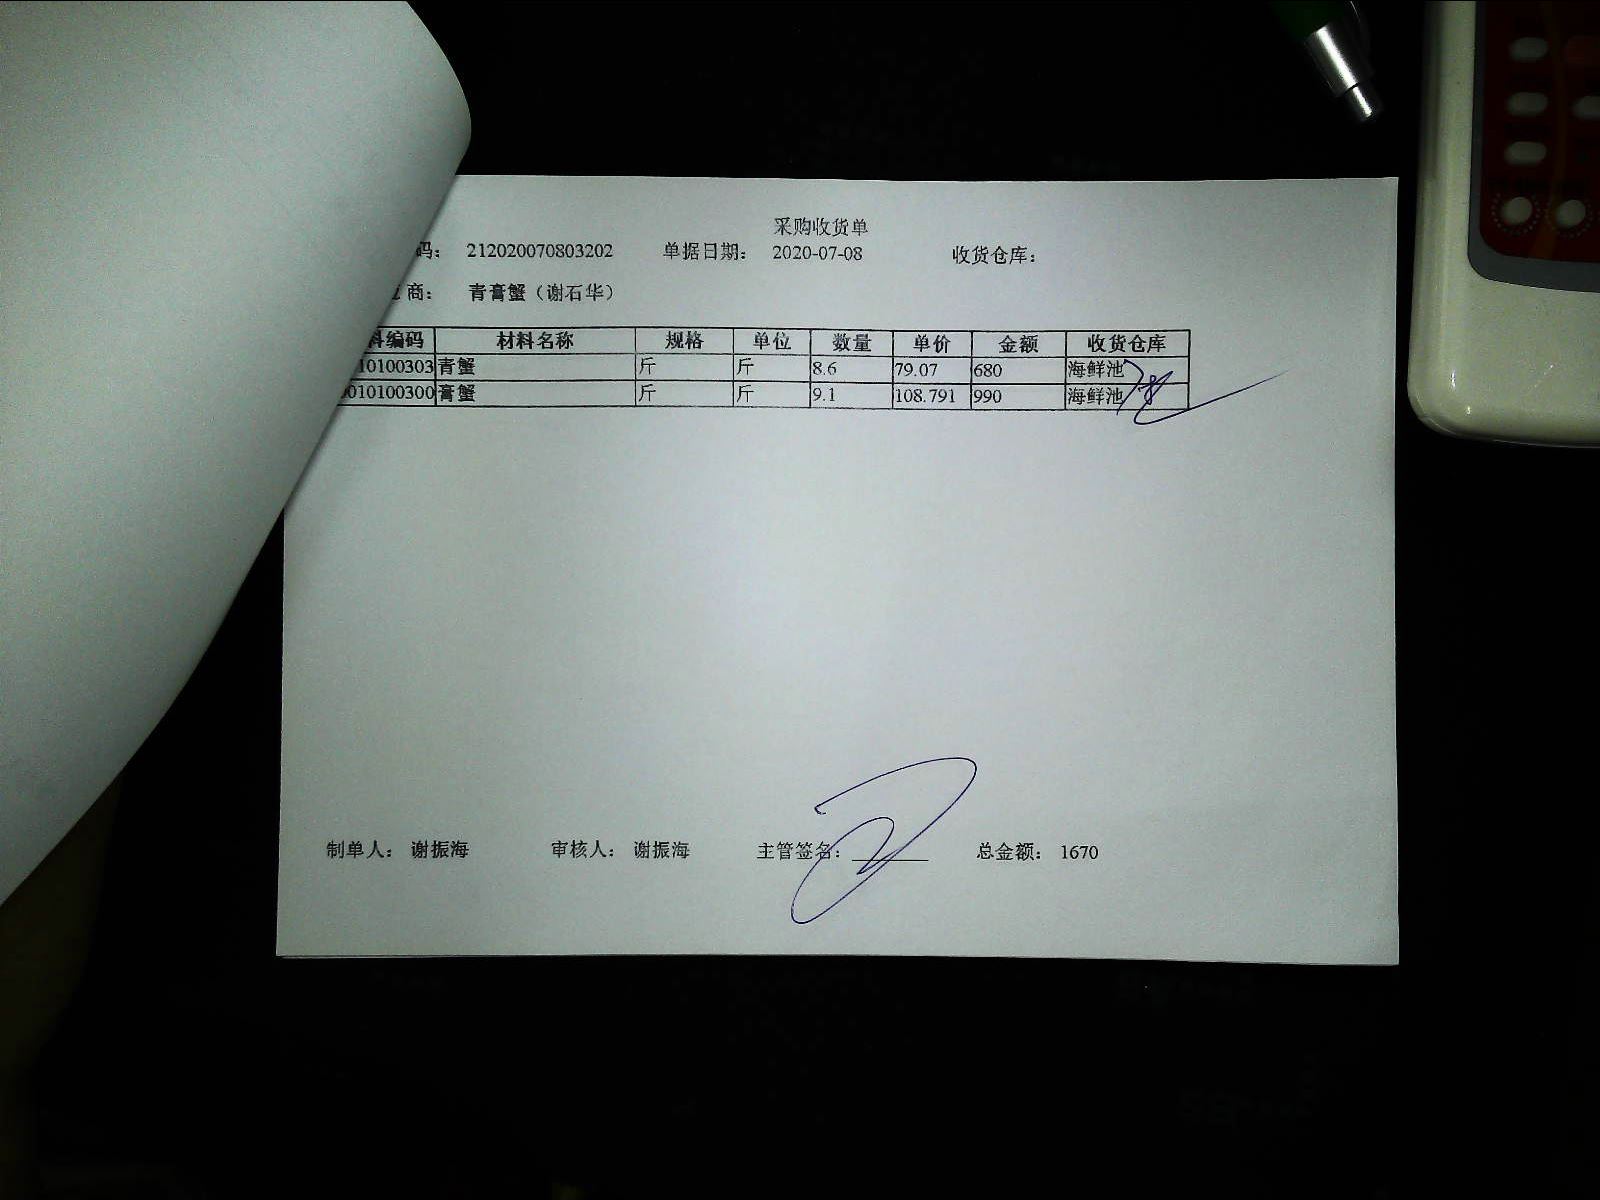 采购收货单
码： 212020070803202 单据日期： 2020-07-08 收货仓库：
商： 青膏蟹（谢石华）
料编码 材料名称 规格 单位 数量 单价 金额 收货仓库
10100303 青蟹 斤 斤 8.6 79.07 680 海鲜池
010100300 膏蟹 斤 斤 9.1 108.791 990 海鲜池
制单人： 谢振海 审核人： 谢振海 主管签名： 总金额： 1670